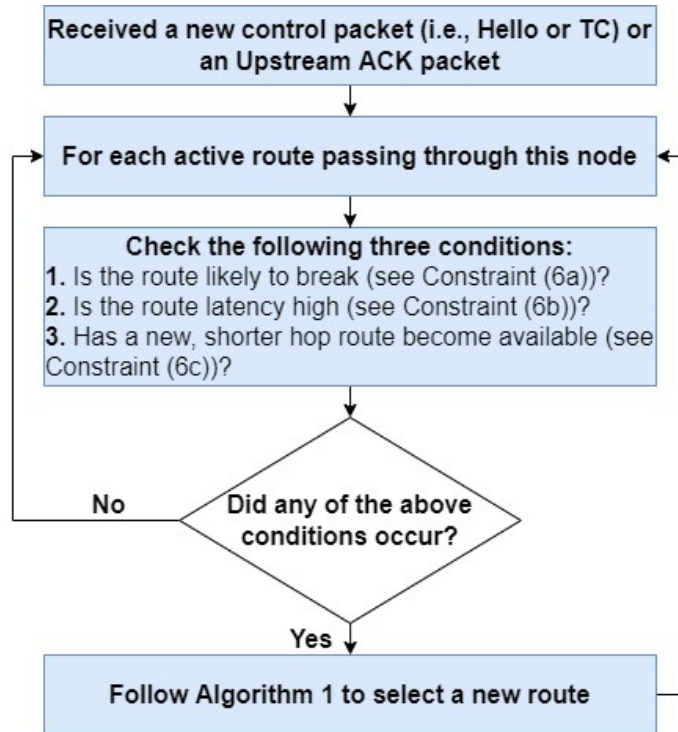 Received a new control packet (i.e., Hello or TC) or
an Upstream ACK packet
For each active route passing through this node
Check the following three conditions:
1. Is the route likely to break (see Constraint (6a))?
2. Is the route latency high (see Constraint (6b))?
3. Has a new, shorter hop route become available (see
Constraint (6c))?
No
Did any of the above
conditions occur?
Yes
Follow Algorithm 1 to select a new route